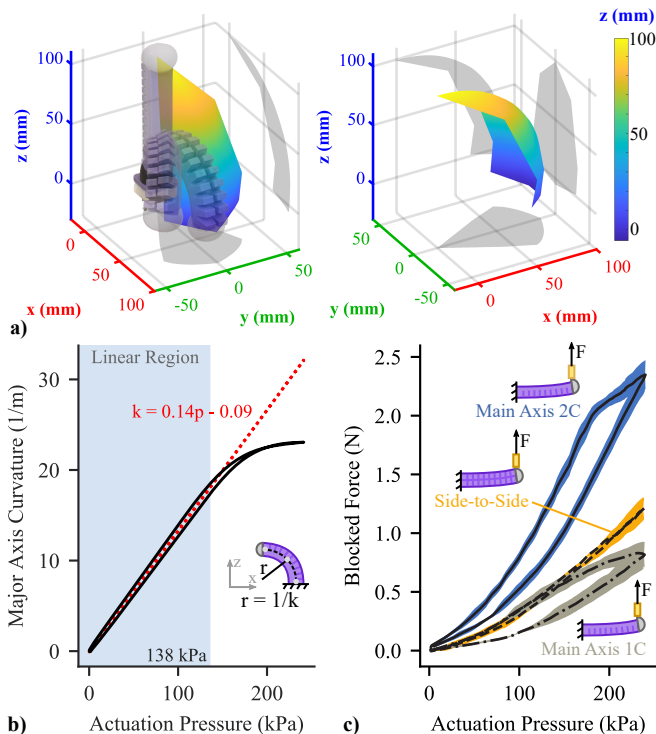 z (mm)
100
50
0
z (mm)
0
50
100
x (mm)
-50
0
50
y (mm)
100
50
0
z (mm)
50
0
-50
y (mm)
0
50
100
x (mm)
z (mm)
100
50
0
a)
Linear Region
k = 0.14p - 0.09
138 kPa
z
x
r
r = 1/k
30
20
10
0
Major Axis Curvature (1/m)
0
100
200
Actuation Pressure (kPa)
b)
F
Main Axis 2C
F
Side-to-Side
F
Main Axis 1C
2.5
2.0
1.5
1.0
0.5
0.0
Blocked Force (N)
0
100
200
Actuation Pressure (kPa)
c)